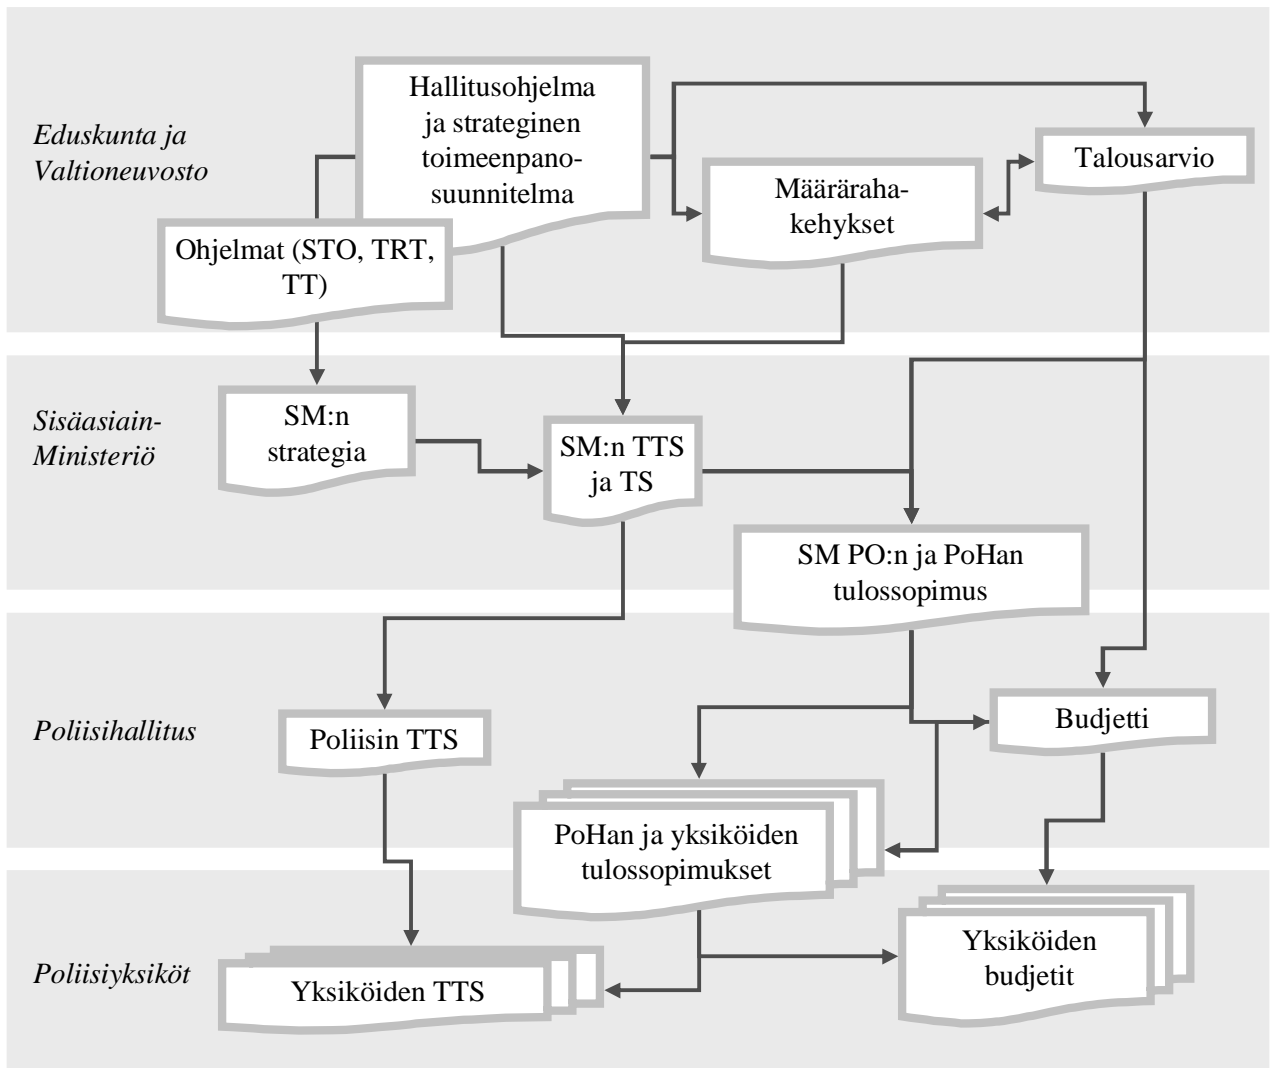 Eduskunta ja
Valtioneuvosto
Hallitusohjelma
ja strateginen
toimeenpano-
suunnitelma
Talousarvio
Määräraha-
kehykset
Ohjelmat (STO, TRT,
TT)
Sisäasiain-
Ministeriö
SM:n
strategia
SM:n TTS
ja TS
SM PO:n ja PoHan
tulossopimus
Poliisihallitus
Poliisin TTS
Budjetti
PoHan ja yksiköiden
tulossopimukset
Poliisiyksiköt
Yksiköiden TTS
Yksiköiden
budjetit